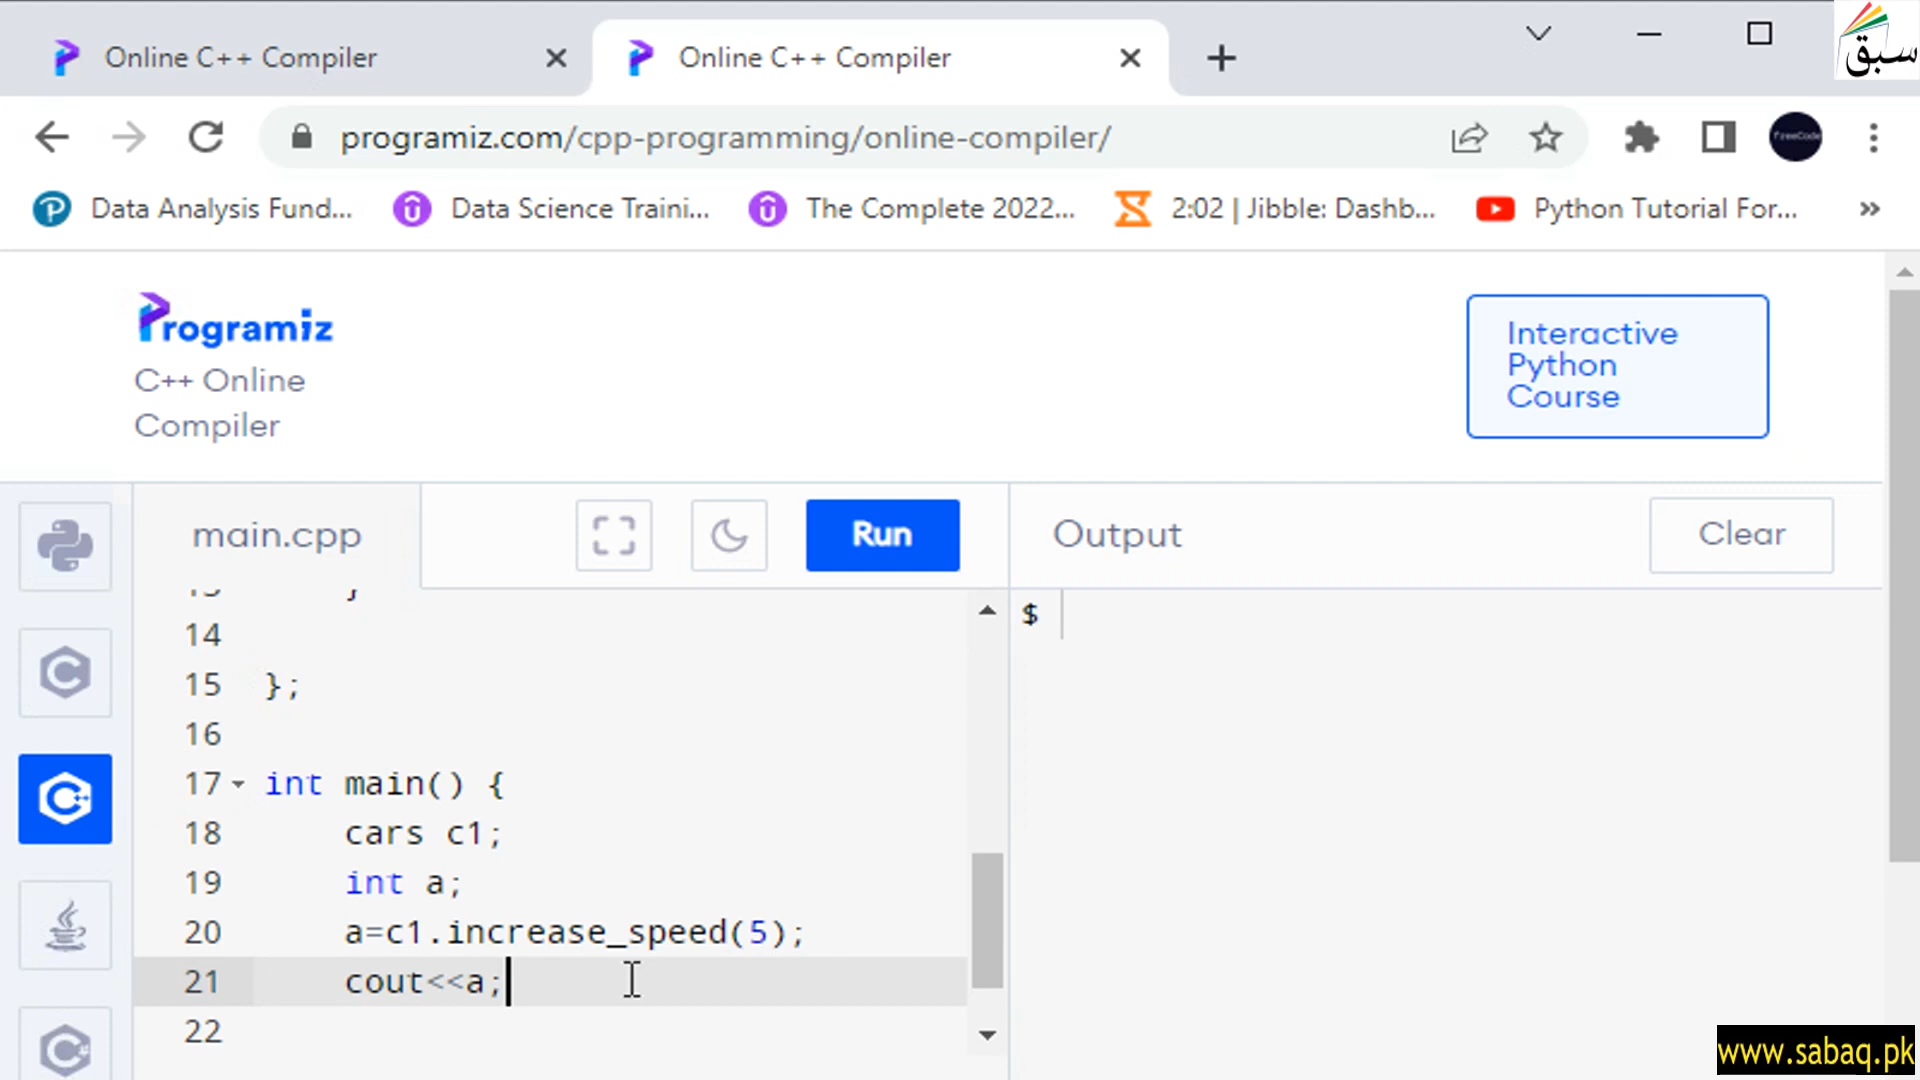 Online C++ Compiler
Online C++ Compiler
سبق
programiz.com/cpp-programming/online-compiler/
FreeCode
Data Analysis Fund...
Data Science Traini...
The Complete 2022...
2:02 | Jibble: Dashb...
Python Tutorial For...
Programiz
C++ Online
Compiler
Interactive
Python
Course
main.cpp
Run
Output
Clear
$
14
15 };
16
17 int main() {
18 cars c1;
19 int a;
20 a=c1.increase_speed(5);
21 cout<<a;
22
www.sabaq.pk